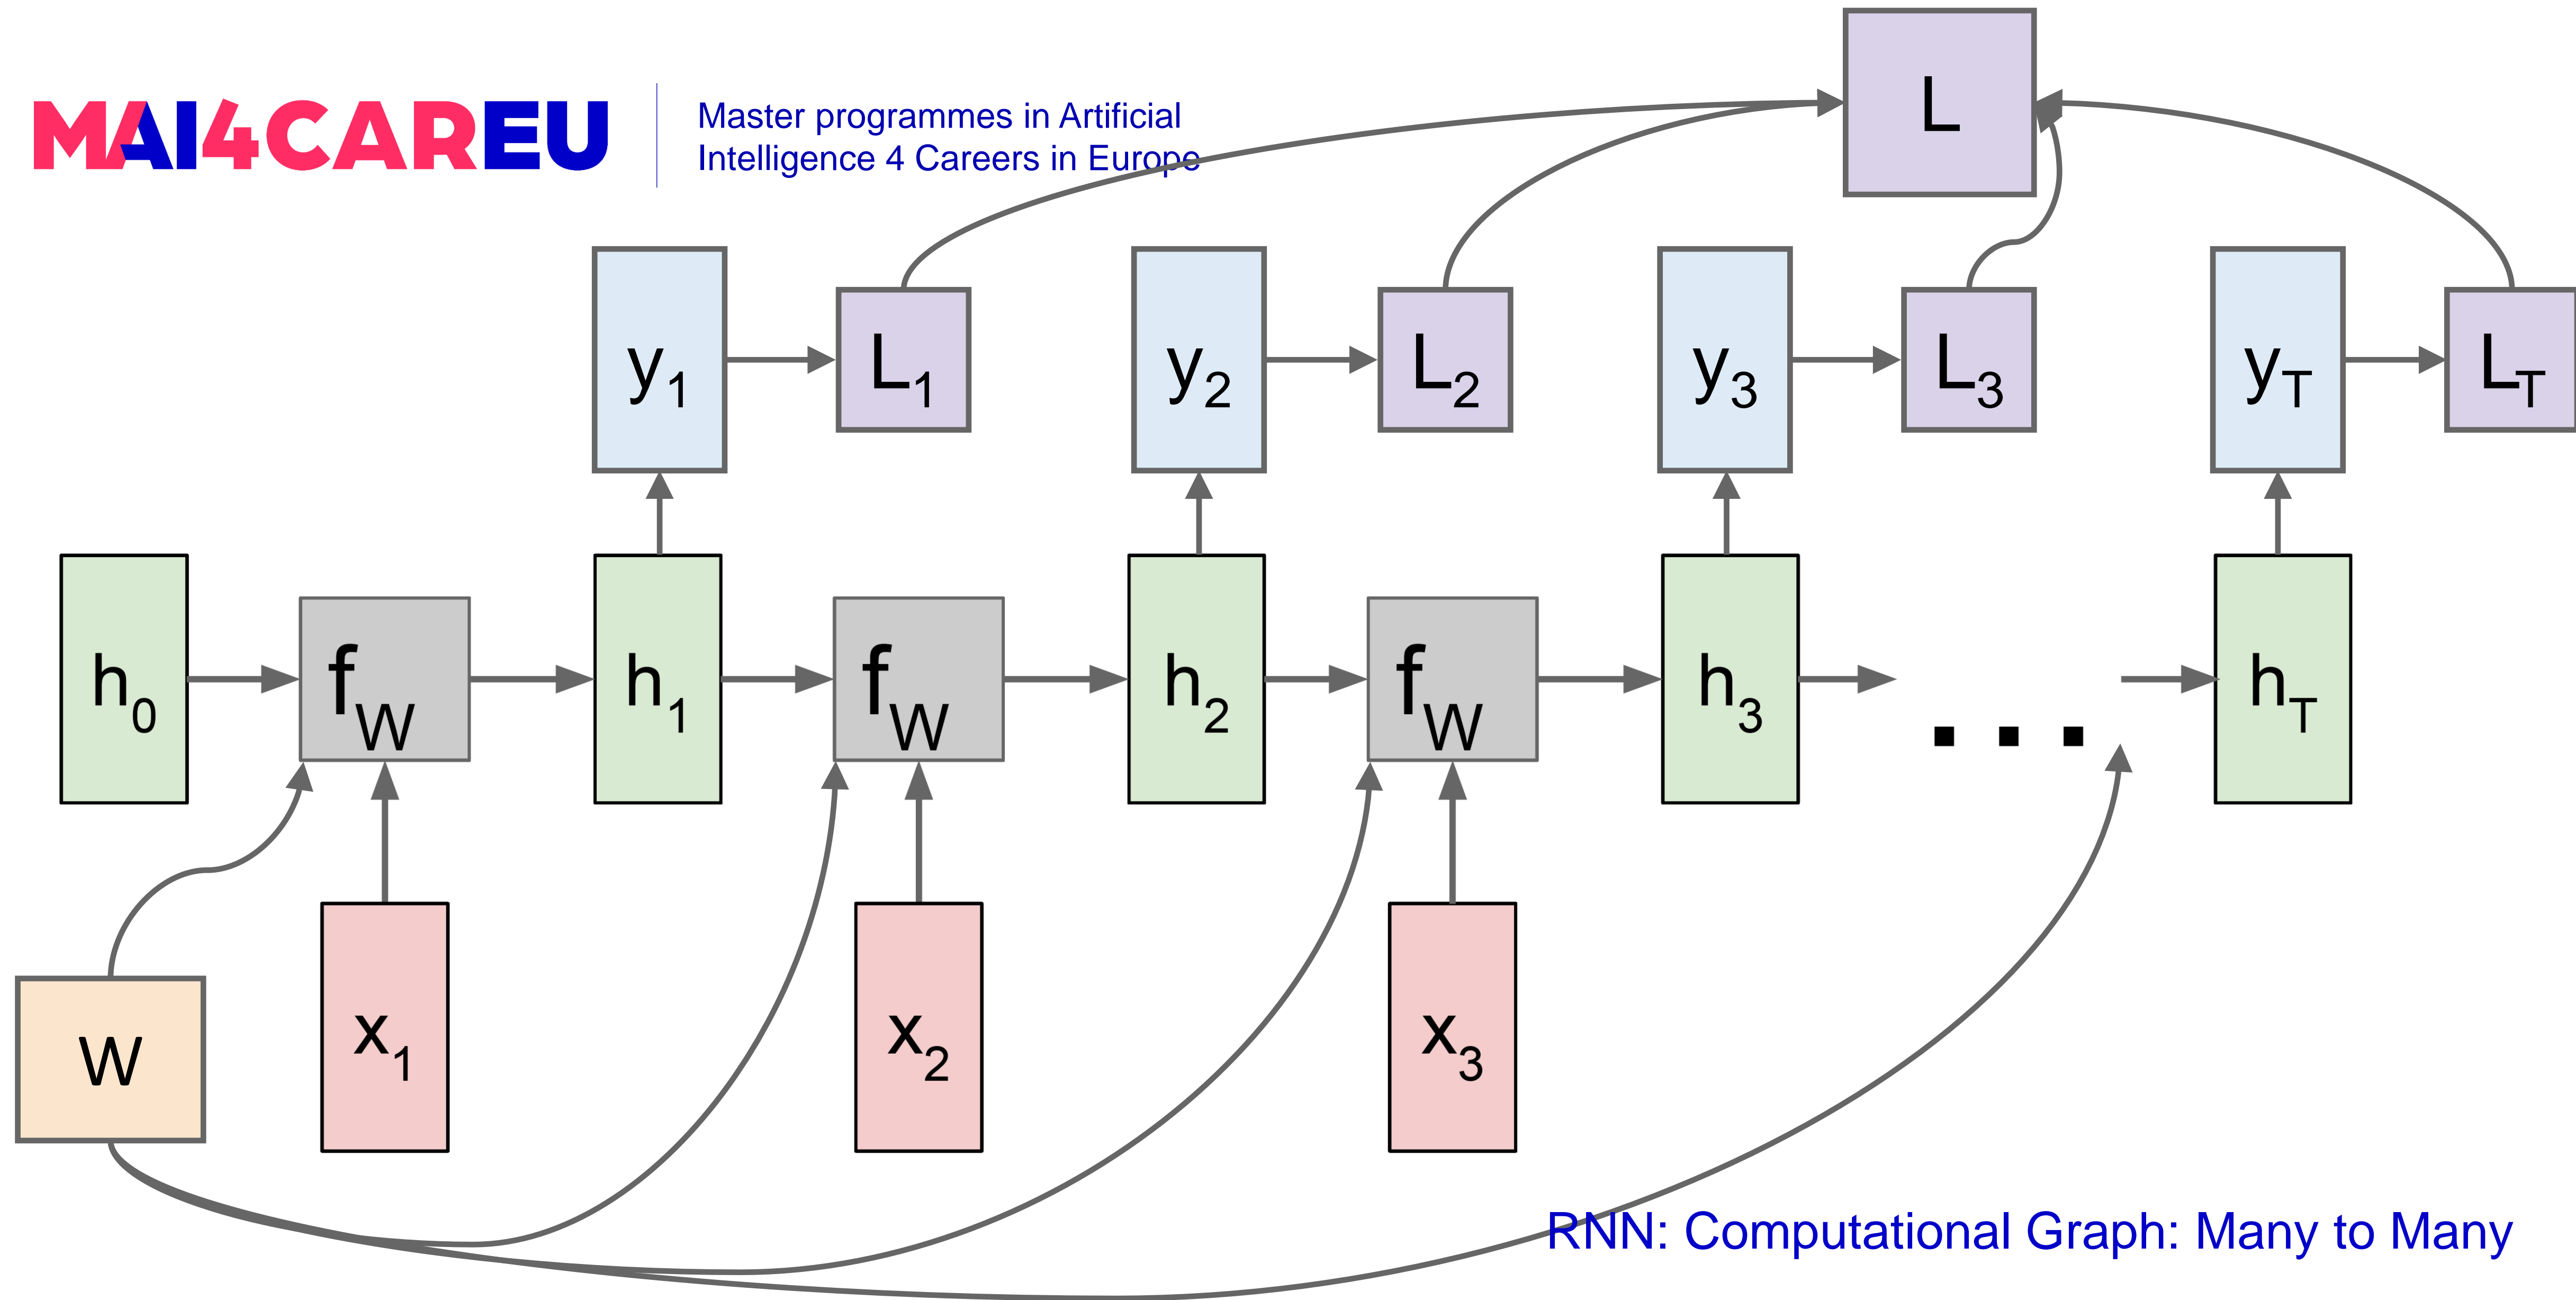 MAI4CAREU
Master programmes in Artificial
Intelligence 4 Careers in Europe
L
y1
L1
y2
L2
y3
L3
yT
LT
h0
fW
h1
fW
h2
fW
h3
...
hT
W
x1
x2
x3
RNN: Computational Graph: Many to Many